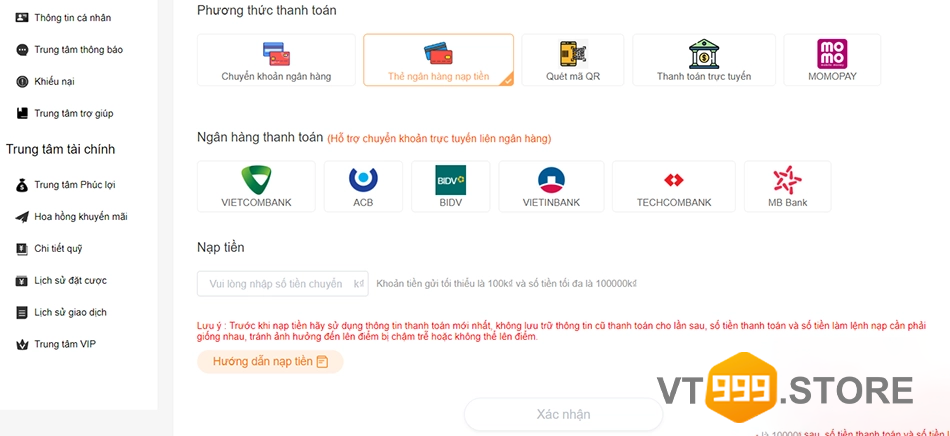 Thông tin cá nhân
Trung tâm thông báo
Khiếu nại
Trung tâm trợ giúp
Trung tâm tài chính
Trung tâm Phúc lợi
Hoa hồng khuyến mãi
Chi tiết quỹ
Lịch sử đặt cược
Lịch sử giao dịch
Trung tâm VIP
Phương thức thanh toán
Chuyển khoản ngân hàng
Thẻ ngân hàng nạp tiền
Quét mã QR
Thanh toán trực tuyến
mo
mo
MOMOPAY
Ngân hàng thanh toán (Hỗ trợ chuyển khoản trực tuyến liên ngân hàng)
VIETCOMBANK
ACB
BIDV
BIDV
VIETINBANK
TECHCOMBANK
MB Bank
Nạp tiền
Vui lòng nhập số tiền chuyển k₫ Khoản tiền gửi tối thiểu là 100k₫ và số tiền tối đa là 100000k₫
Lưu ý : Trước khi nạp tiền hãy sử dụng thông tin thanh toán mới nhất, không lưu trữ thông tin cũ thanh toán cho lần sau, số tiền thanh toán và số tiền làm lệnh nạp cần phải
giống nhau, tránh ảnh hưởng đến lên điểm bị chậm trễ hoặc không thể lên điểm.
Hướng dẫn nạp tiền
VT999.STORE
Xác nhận
là 10000₫ sau, số tiền thanh toán và số tiền l